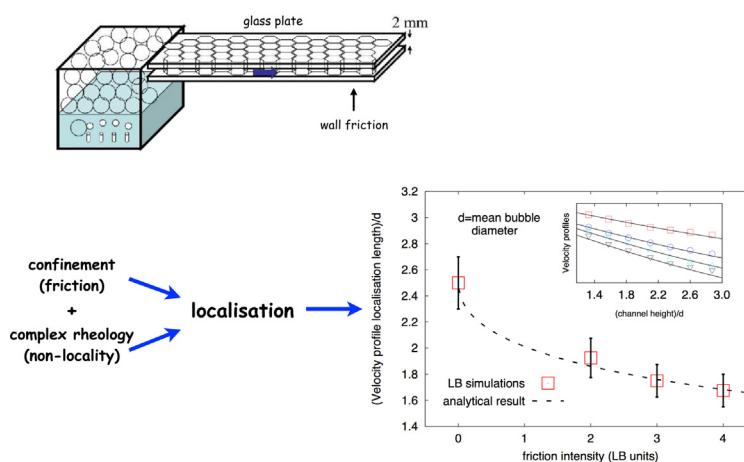 glass plate
2 mm
wall friction
confinement
(friction)
+
complex rheology
(non-locality)
localisation
(Velocity profile localisation length)/d
3.2
3
2.8
2.6
2.4
2.2
2
1.8
1.6
1.4
d=mean bubble
diameter
Velocity profiles
1.2 1.8 2.4 3.0
(channel height)/d
LB simulations
analytical result
0 1 2 3 4
friction intensity (LB units)